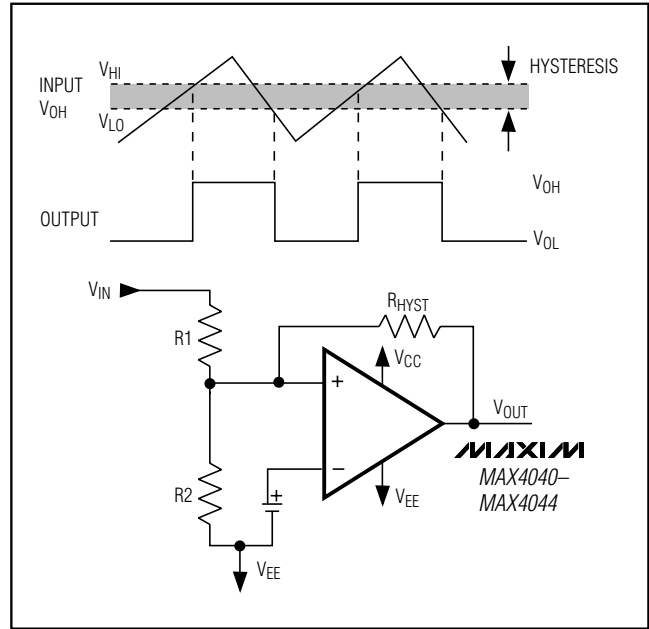 V_HI
HYSTERESIS
INPUT
V_OH
V_LO
V_OH
OUTPUT
V_OL
V_IN
R_HYST
R1
V_CC
+
V_OUT
MAXIM
−
+
MAX4040–
R2
V_EE
MAX4044
V_EE